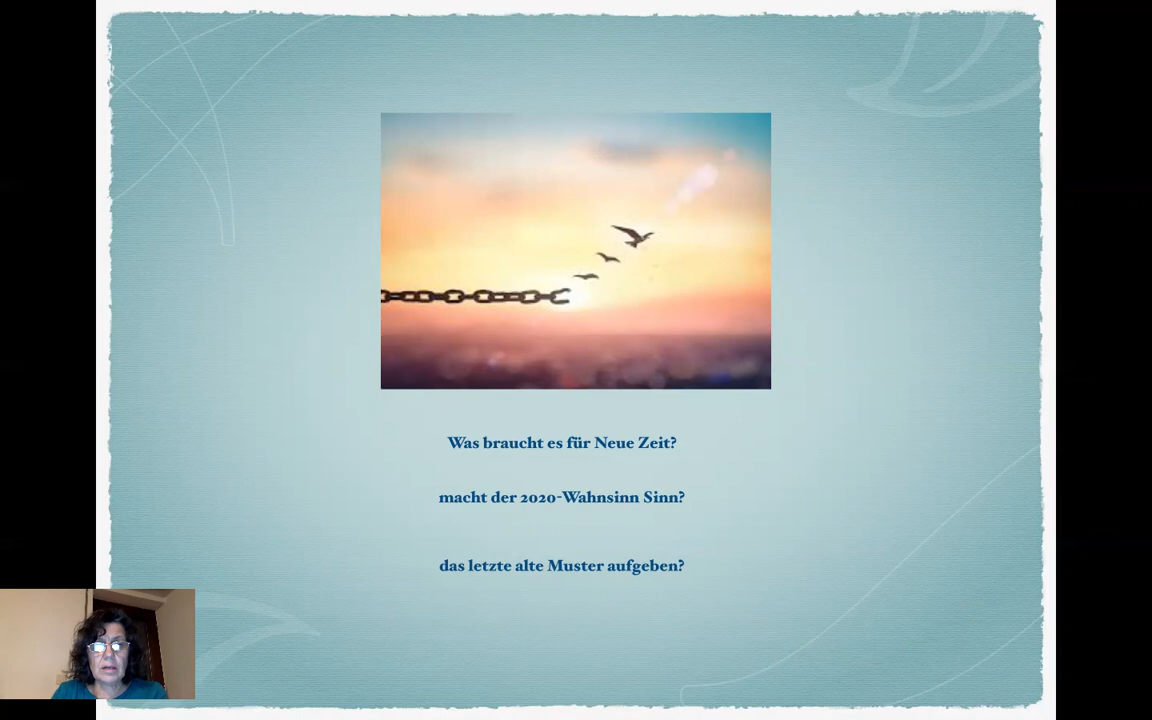 Was braucht es für Neue Zeit?
macht der 2020-Wahnsinn Sinn?
das letzte alte Muster aufgeben?